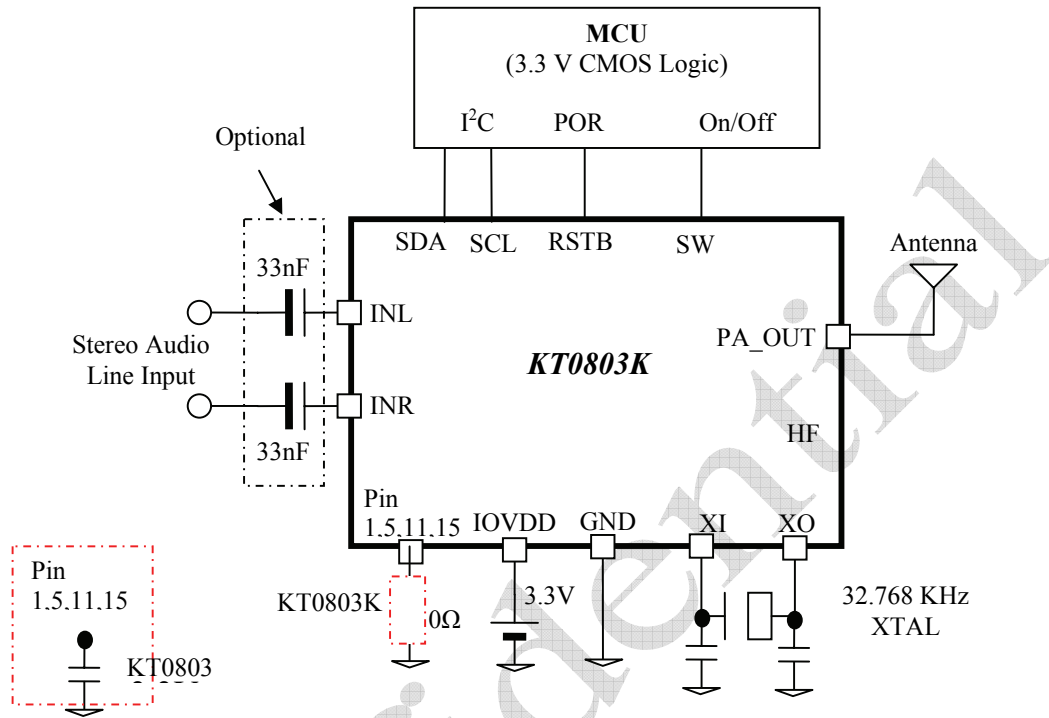 MCU
(3.3 V CMOS Logic)
I²C POR On/Off
Optional
SDA SCL RSTB SW
Antenna
33nF
INL
Stereo Audio
Line Input
PA_OUT
KT0803K
INR
HF
33nF
Pin
1,5,11,15
IOVDD GND XI XO
Pin
1,5,11,15
KT0803K
0Ω
3.3V
32.768 KHz
XTAL
KT0803
fidential